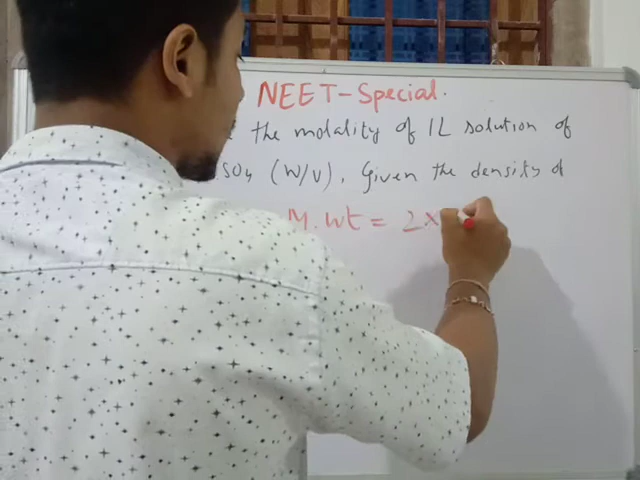 NEET-Special.
the molality of 1L solution of
SO4 (W/V), Given the density of
M.wt = 2x